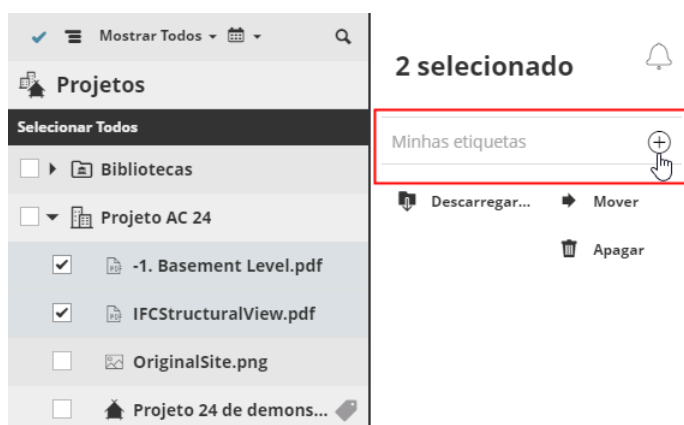 Mostrar Todos
Projetos
Selecionar Todos
Bibliotecas
Projeto AC 24
-1. Basement Level.pdf
IFCStructuralView.pdf
OriginalSite.png
Projeto 24 de demons...
2 selecionado
Minhas etiquetas
Descarregar...
Mover
Apagar